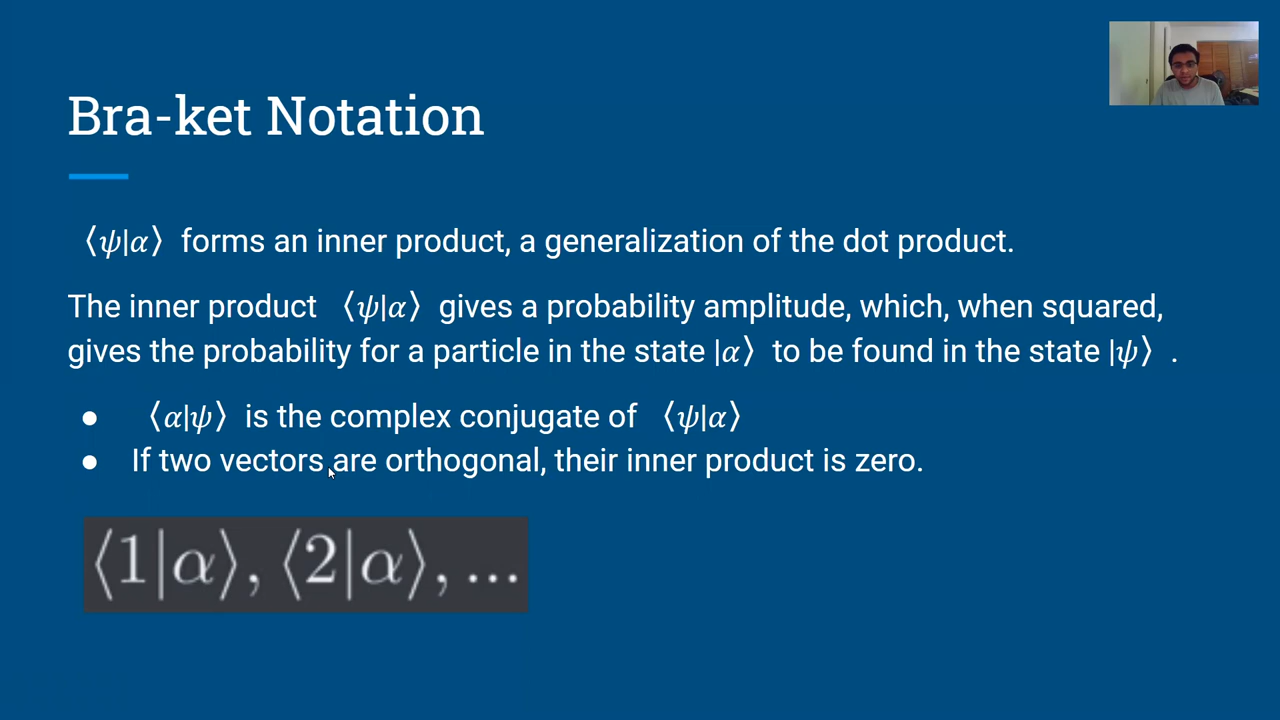 Bra-ket Notation
⟨ψ|α⟩ forms an inner product, a generalization of the dot product.
The inner product ⟨ψ|α⟩ gives a probability amplitude, which, when squared,
gives the probability for a particle in the state |α⟩ to be found in the state |ψ⟩ .
● ⟨α|ψ⟩ is the complex conjugate of ⟨ψ|α⟩
● If two vectors are orthogonal, their inner product is zero.
⟨1|α⟩, ⟨2|α⟩, ...